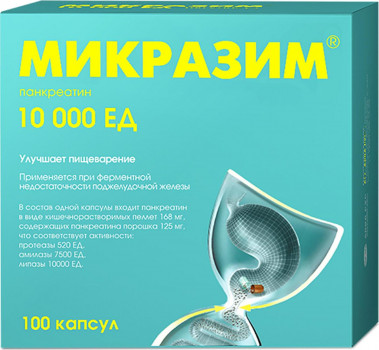 МИКРАЗИМ®
панкреатин
10 000 ЕД
Улучшает пищеварение
Применяется при ферментной
недостаточности поджелудочной железы
В состав одной капсулы входит панкреатин
в виде кишечнорастворимых пеллет 168 мг,
содержащих панкреатина порошка 125 мг,
что соответствует активности:
протеазы 520 ЕД,
амилазы 7500 ЕД,
липазы 10000 ЕД.
100 капсул